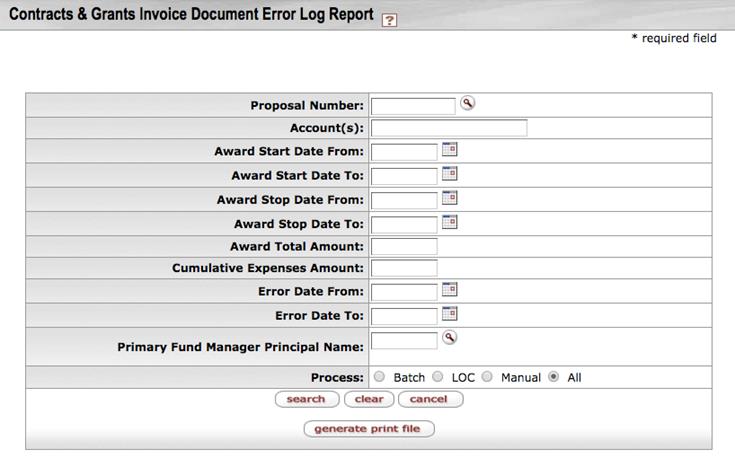 Contracts & Grants Invoice Document Error Log Report ?
* required field
Proposal Number:
Account(s):
Award Start Date From:
Award Start Date To:
Award Stop Date From:
Award Stop Date To:
Award Total Amount:
Cumulative Expenses Amount:
Error Date From:
Error Date To:
Primary Fund Manager Principal Name:
Process: Batch LOC Manual All
search clear cancel
generate print file